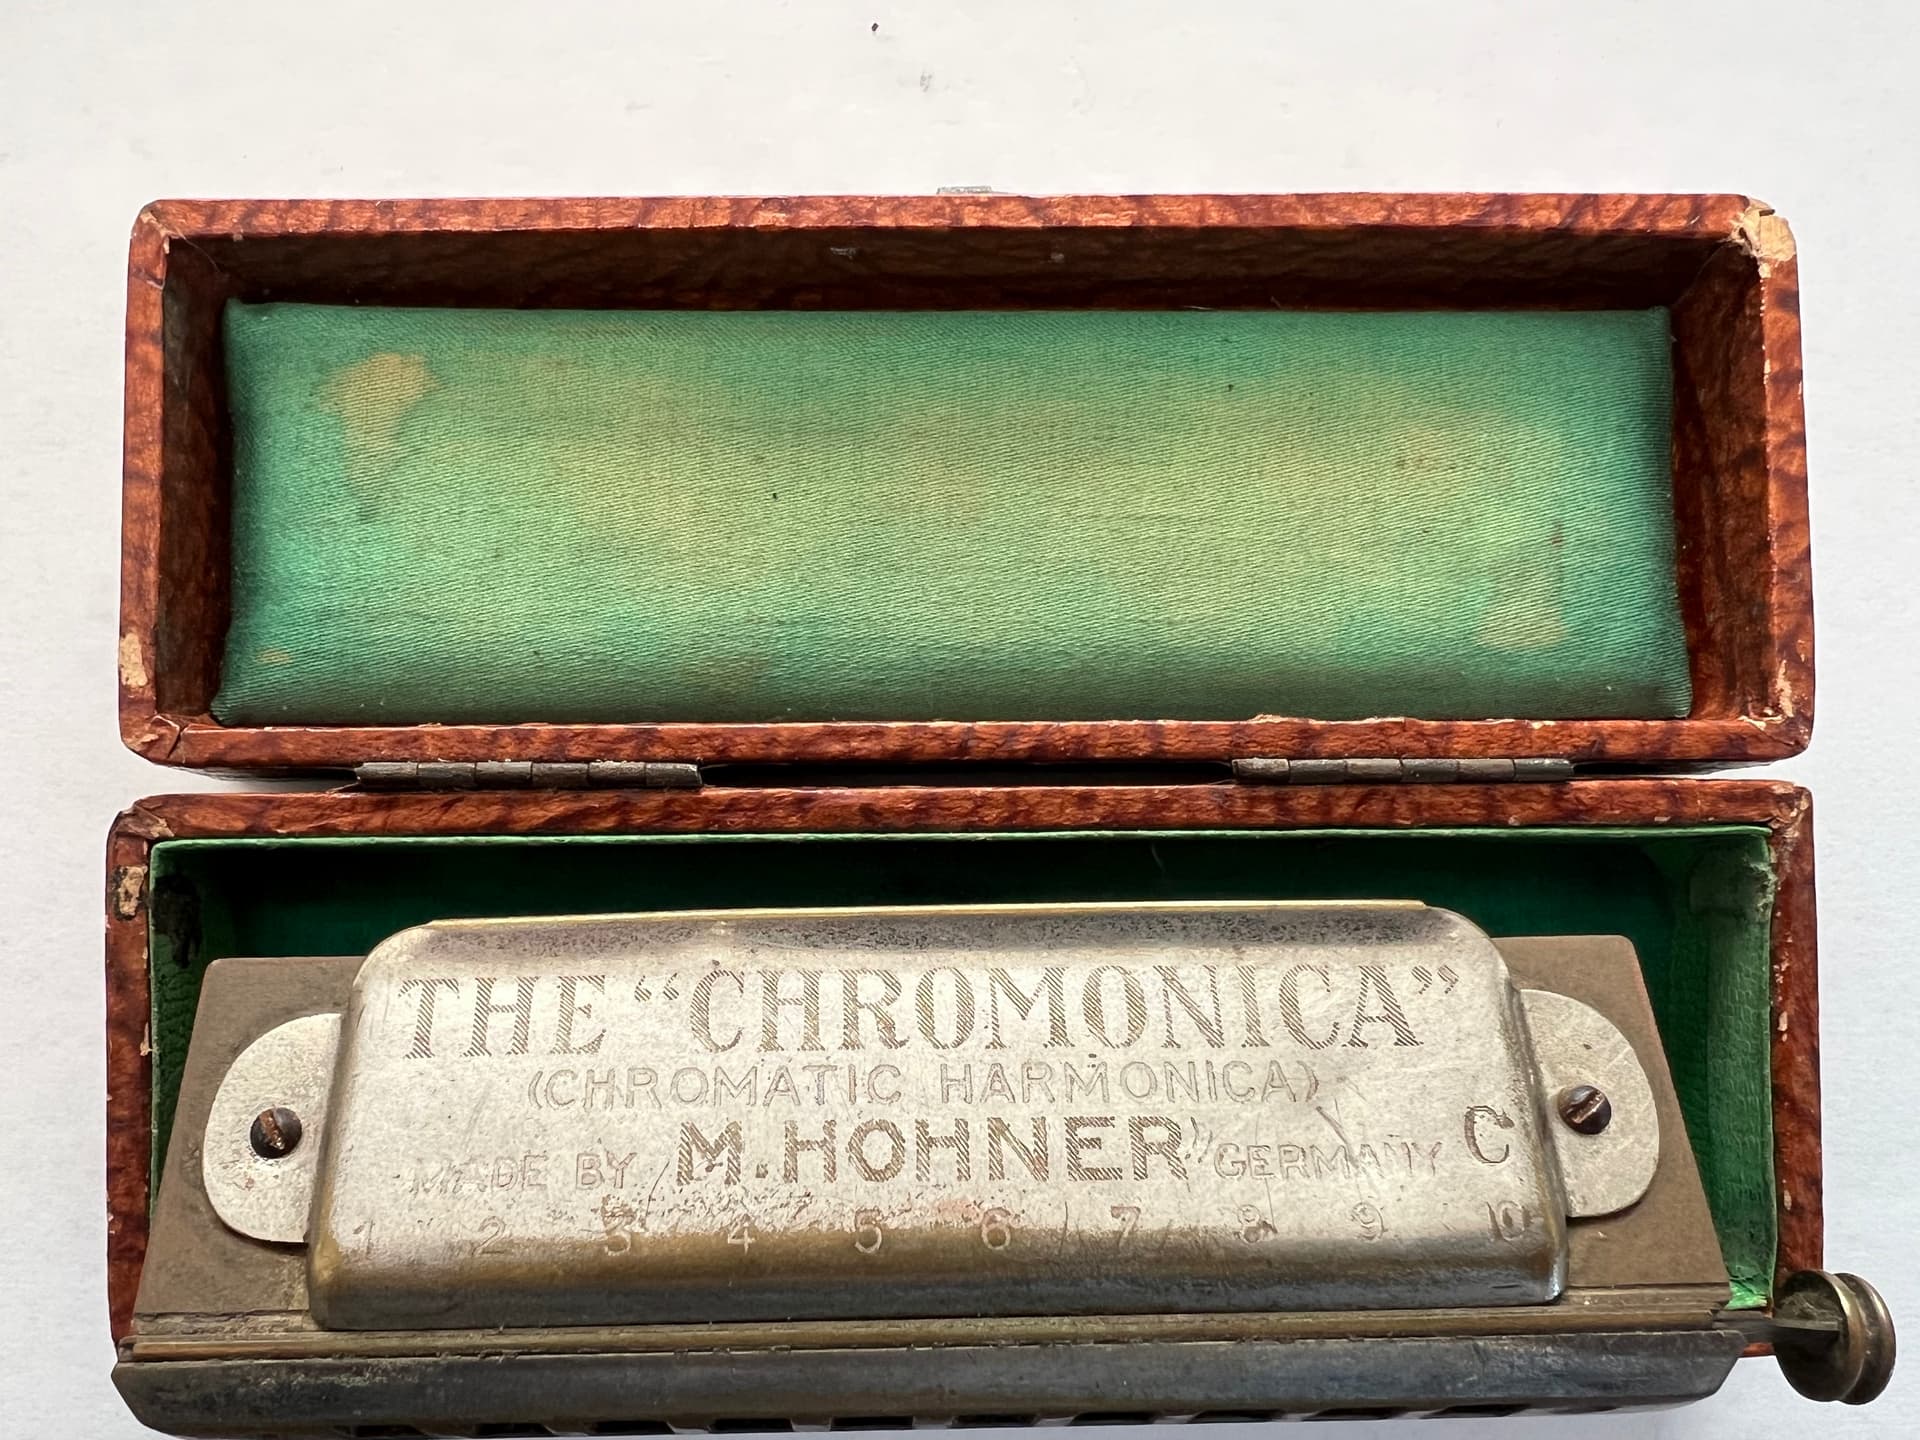 THE “CHROMONICA”
(CHROMATIC HARMONICA)
MADE BY M. HOHNER GERMANY C
1 2 3 4 5 6 7 8 9 10